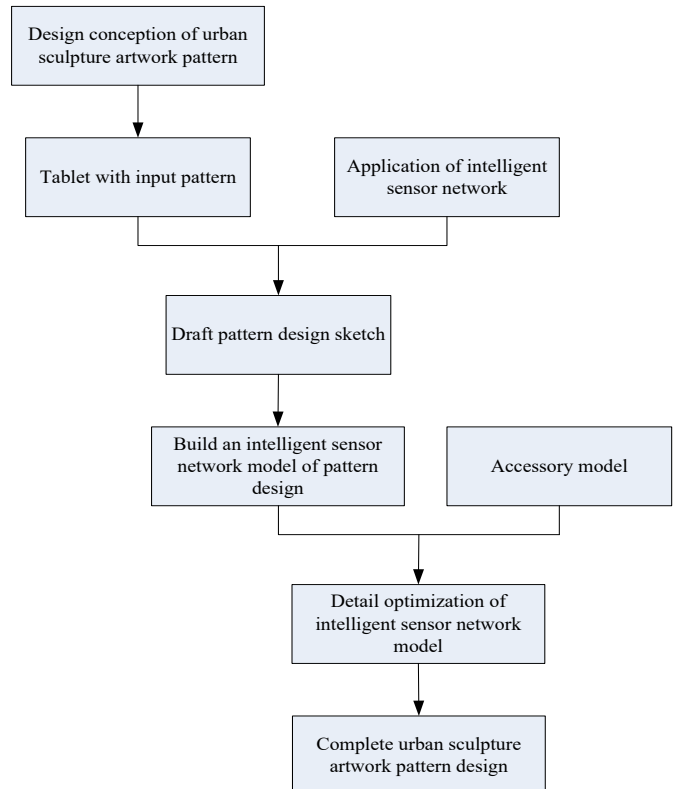 Design conception of urban
sculpture artwork pattern
Tablet with input pattern
Application of intelligent
sensor network
Draft pattern design sketch
Build an intelligent sensor
network model of pattern
design
Accessory model
Detail optimization of
intelligent sensor network
model
Complete urban sculpture
artwork pattern design